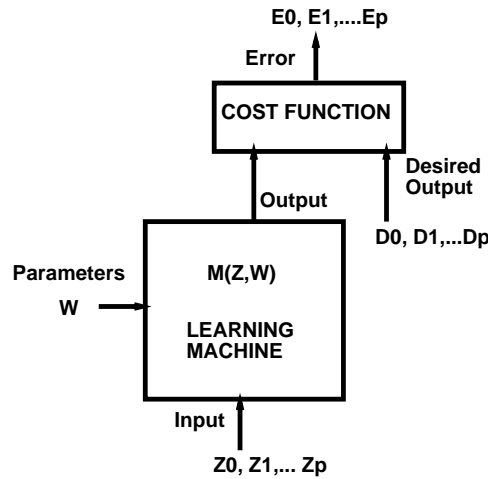 E0, E1,....Ep
Error
COST FUNCTION
Desired
Output
Output
D0, D1,...Dp
Parameters
W
M(Z,W)
LEARNING
MACHINE
Input
Z0, Z1,... Zp